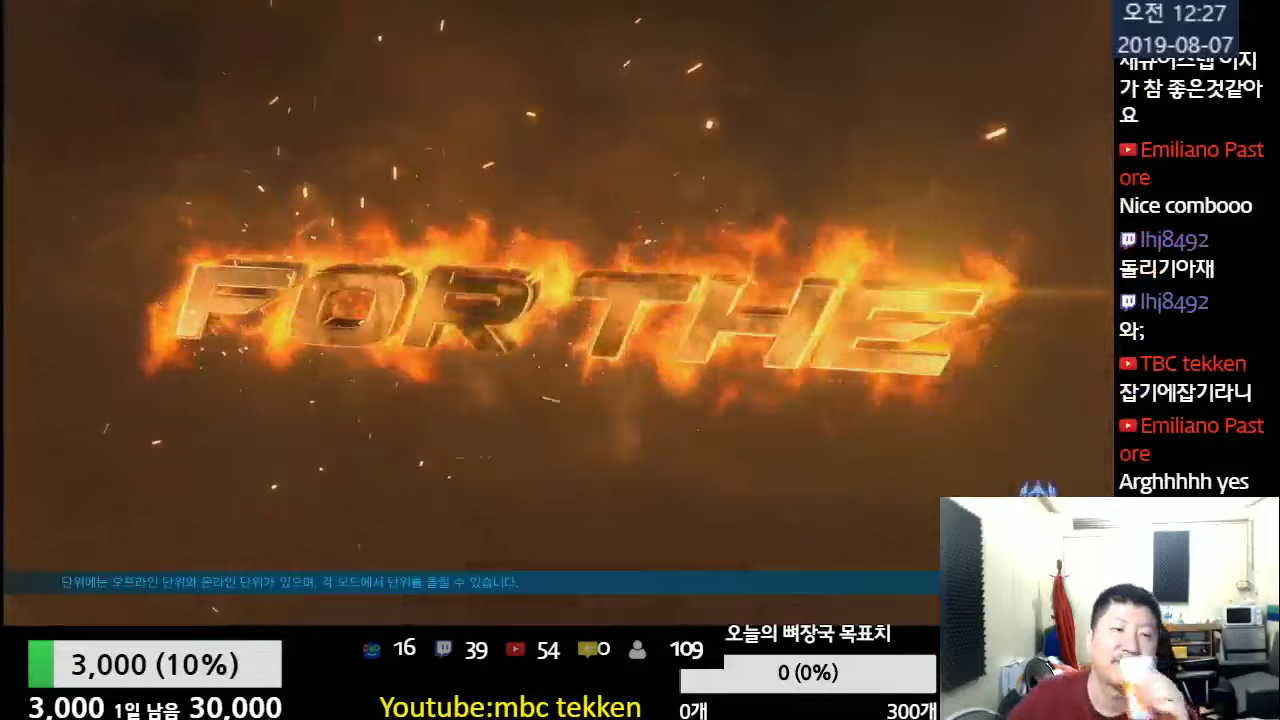 오전 12:27
2019-08-07
가 참 좋은것같아
요
Emiliano Past
ore
Nice combooo
lhj8492
돌리기아재
lhj8492
와;
TBC tekken
잡기에잡기라니
Emiliano Past
ore
Arghhhhh yes
FOR THE
단위에는 오프라인 단위와 온라인 단위가 있으며, 각 모드에서 단위를 올릴 수 있습니다.
3,000 (10%)
3,000 1일 남음 30,000
16 39 54 0 109
Youtube:mbc tekken
오늘의 뼈장국 목표치
0 (0%)
0개 300개